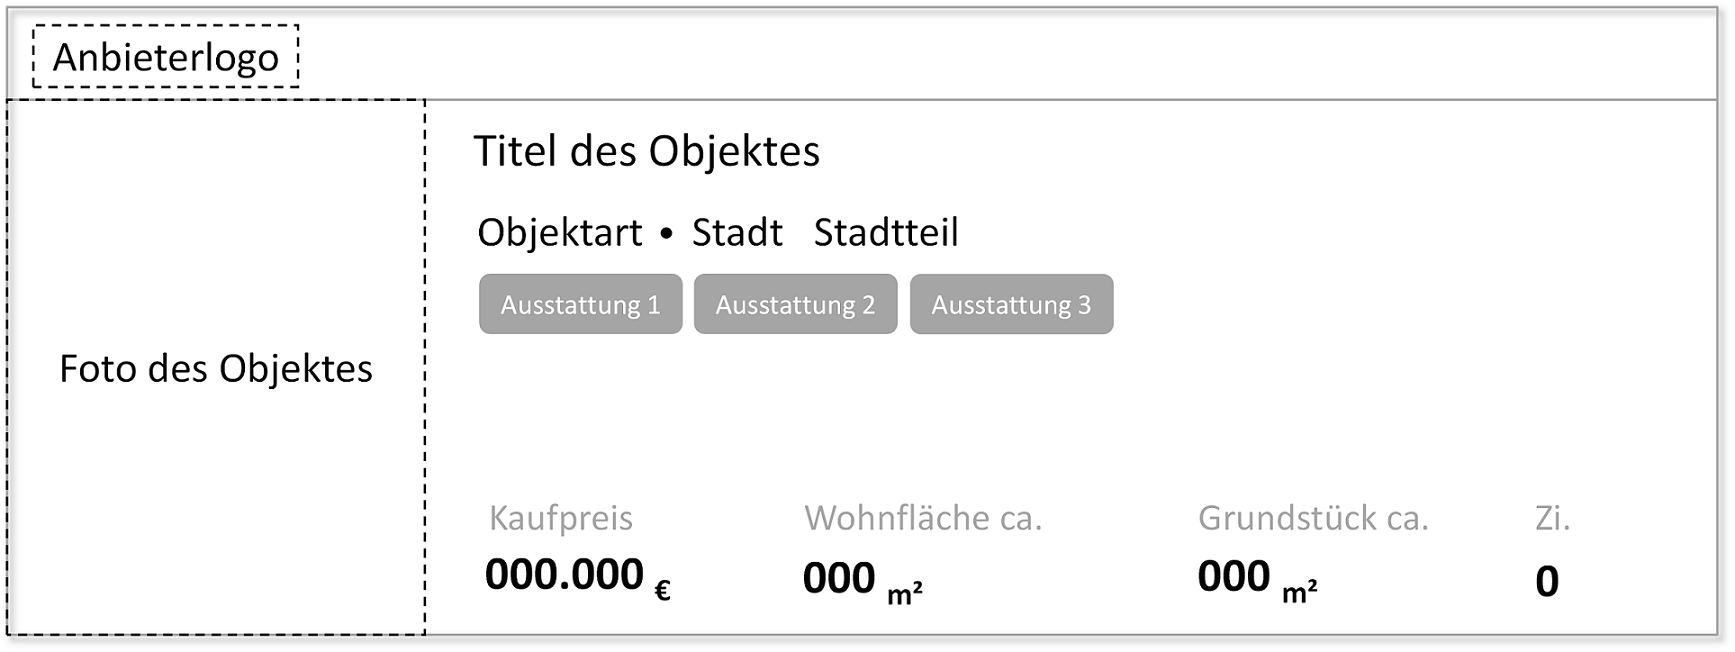 Anbieterlogo
Foto des Objektes
Titel des Objektes
Objektart • Stadt Stadtteil
Ausstattung 1 Ausstattung 2 Ausstattung 3
Kaufpreis Wohnfläche ca. Grundstück ca. Zi.
000.000 € 000 m² 000 m² 0